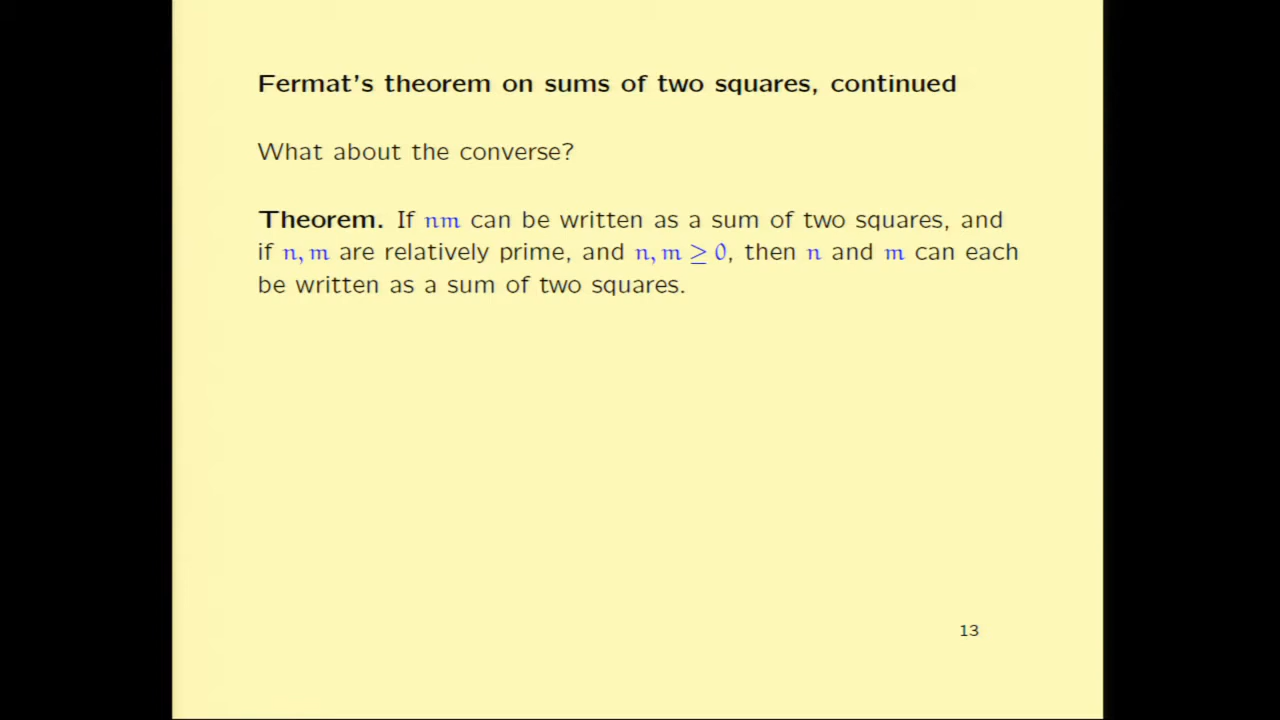 Fermat's theorem on sums of two squares, continued
What about the converse?
Theorem. If nm can be written as a sum of two squares, and
if n, m are relatively prime, and n, m ≥ 0, then n and m can each
be written as a sum of two squares.
13